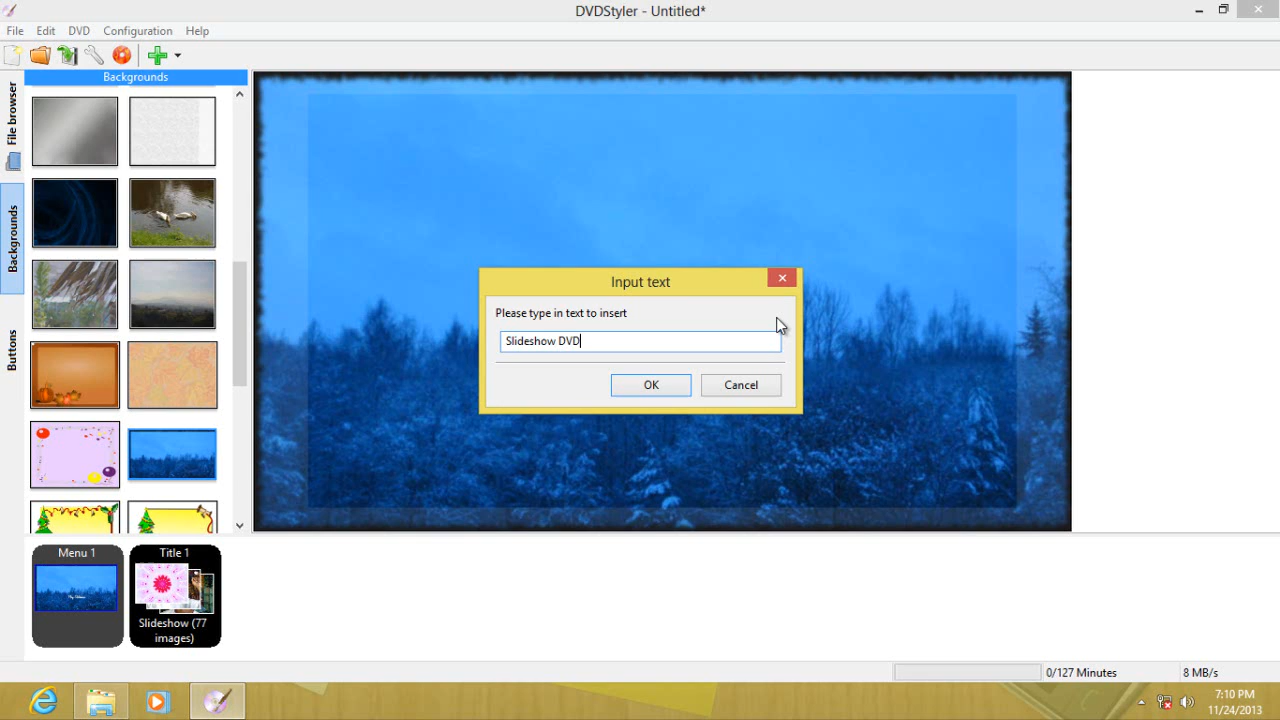 DVDStyler - Untitled*
File Edit DVD Configuration Help
Backgrounds
File browser
Backgrounds
Buttons
Input text
Please type in text to insert
Slideshow DVD
OK Cancel
Menu 1
Title 1
Slideshow (77
images)
0/127 Minutes
8 MB/s
7:10 PM
11/24/2013